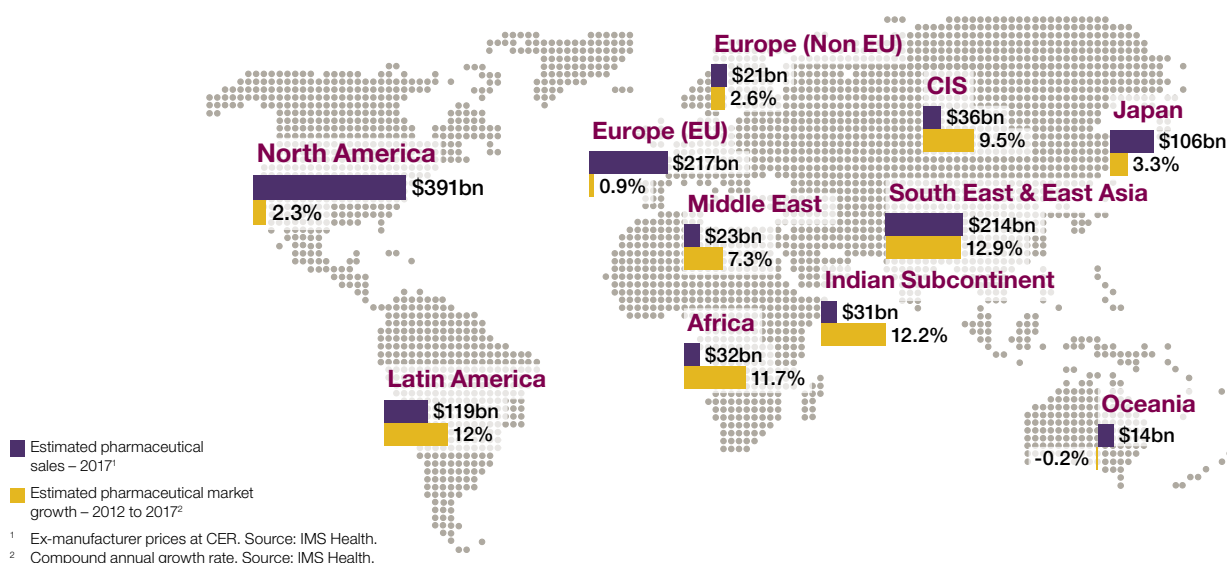 Europe (Non EU)
$21bn
2.6%
CIS
$36bn
9.5%
Japan
$106bn
3.3%
Europe (EU)
$217bn
0.9%
North America
$391bn
2.3%
Middle East
$23bn
7.3%
South East & East Asia
$214bn
12.9%
Indian Subcontinent
$31bn
12.2%
Africa
$32bn
11.7%
Latin America
$119bn
12%
Oceania
$14bn
-0.2%
Estimated pharmaceutical
sales – 2017¹
Estimated pharmaceutical market
growth – 2012 to 2017²
¹ Ex-manufacturer prices at CER. Source: IMS Health.
² Compound annual growth rate. Source: IMS Health.